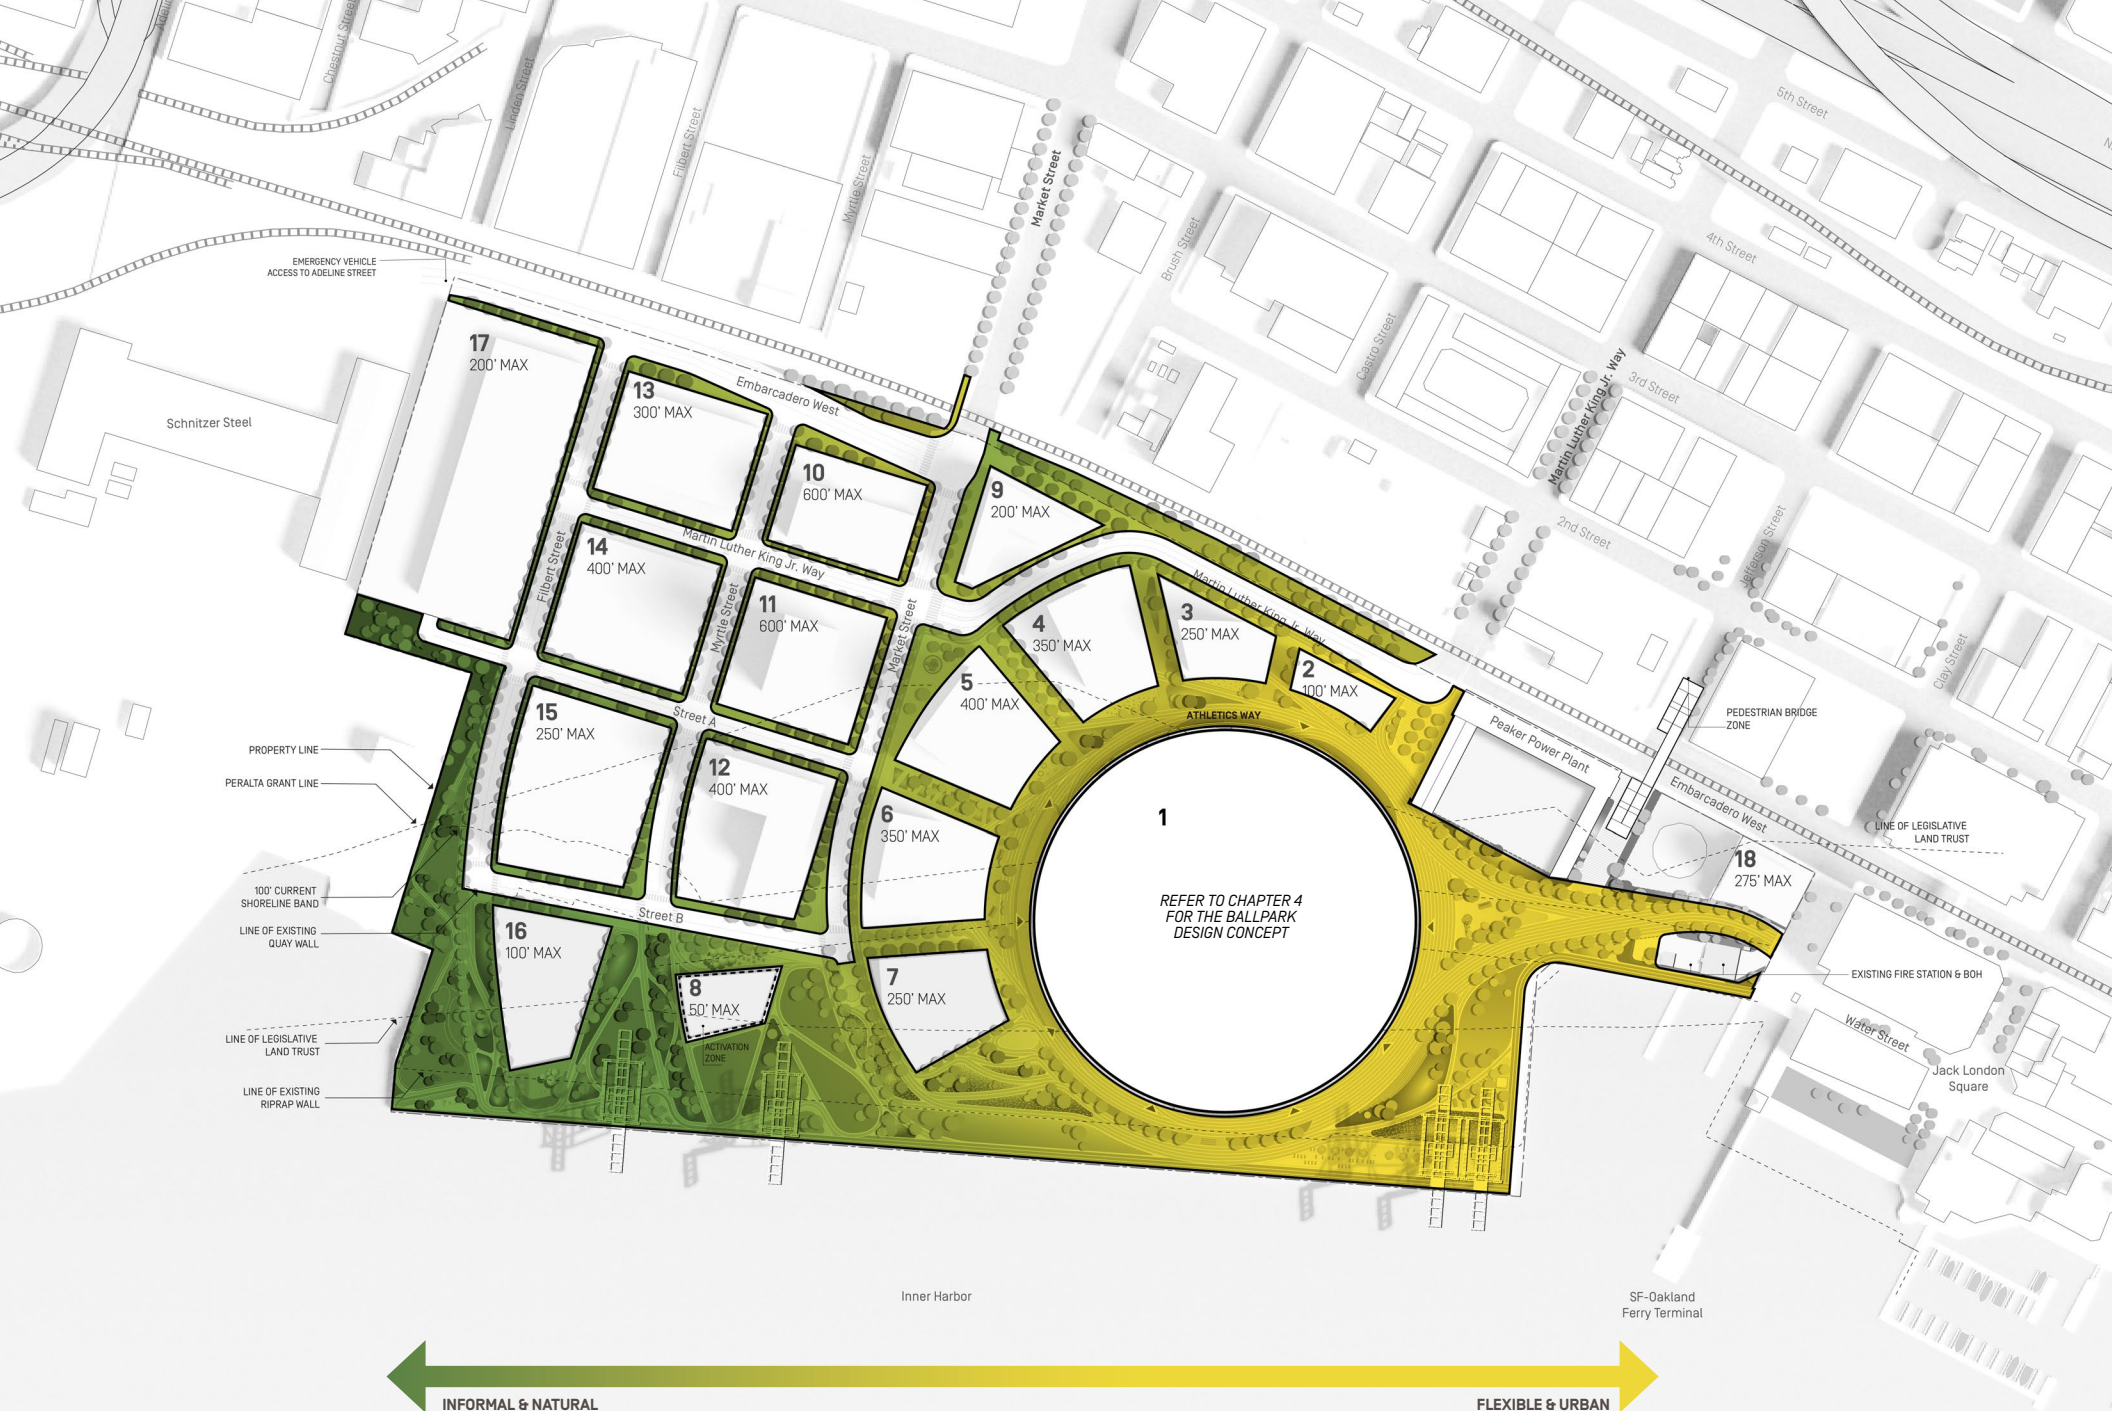 Chestnut Street
Linden Street
Filbert Street
Myrtle Street
Market Street
Brush Street
Castro Street
Martin Luther King Jr. Way
5th Street
4th Street
3rd Street
2nd Street
Jefferson Street
Clay Street
EMERGENCY VEHICLE
ACCESS TO ADELINE STREET
Schnitzer Steel
17
200' MAX
13
300' MAX
Embarcadero West
10
600' MAX
9
200' MAX
14
400' MAX
Martin Luther King Jr. Way
Filbert Street
Myrtle Street
11
600' MAX
Market Street
Martin Luther King Jr. Way
4
350' MAX
3
250' MAX
2
100' MAX
5
400' MAX
ATHLETICS WAY
15
250' MAX
Street A
12
400' MAX
6
350' MAX
1
REFER TO CHAPTER 4
FOR THE BALLPARK
DESIGN CONCEPT
Peaker Power Plant
PEDESTRIAN BRIDGE
ZONE
Embarcadero West
LINE OF LEGISLATIVE
LAND TRUST
18
275' MAX
PROPERTY LINE
PERALTA GRANT LINE
100' CURRENT
SHORELINE BAND
LINE OF EXISTING
QUAY WALL
LINE OF LEGISLATIVE
LAND TRUST
LINE OF EXISTING
RIPRAP WALL
Street B
16
100' MAX
8
50' MAX
ACTIVATION
ZONE
7
250' MAX
EXISTING FIRE STATION & BOH
Water Street
Jack London
Square
Inner Harbor
SF-Oakland
Ferry Terminal
INFORMAL & NATURAL
FLEXIBLE & URBAN